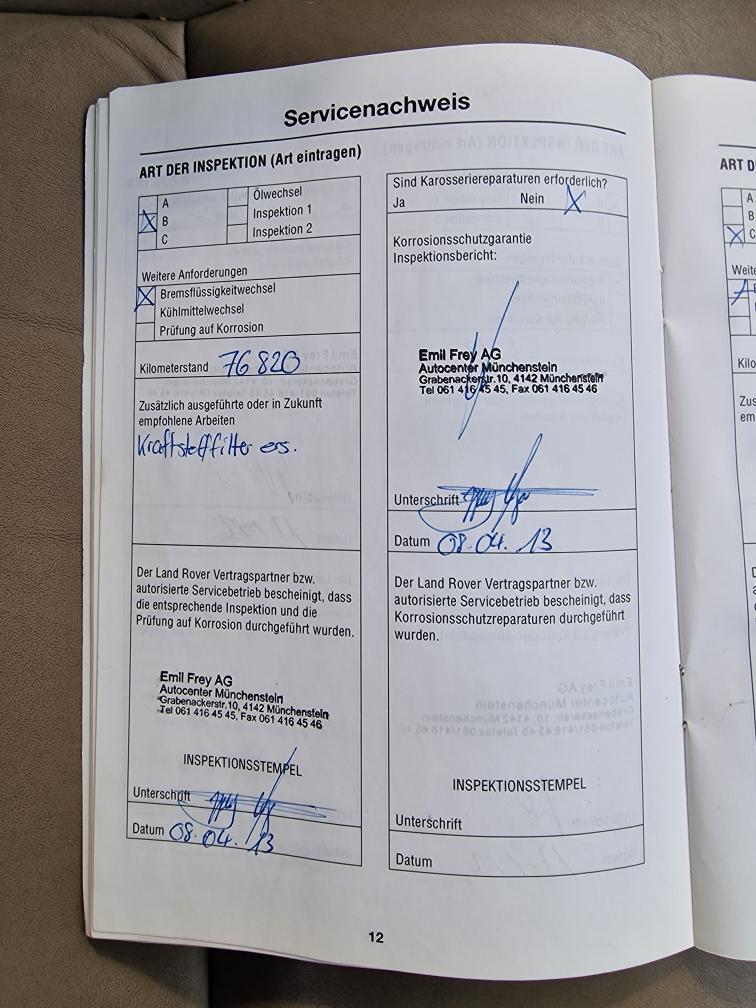 Servicenachweis
ART DER INSPEKTION (Art eintragen)
A
X B
C
Ölwechsel
Inspektion 1
Inspektion 2
Weitere Anforderungen
X Bremsflüssigkeitwechsel
Kühlmittelwechsel
Prüfung auf Korrosion
Kilometerstand 76820
Zusätzlich ausgeführte oder in Zukunft
empfohlene Arbeiten
Kraftstofffilter ers.
Der Land Rover Vertragspartner bzw.
autorisierte Servicebetrieb bescheinigt, dass
die entsprechende Inspektion und die
Prüfung auf Korrosion durchgeführt wurden.
Emil Frey AG
Autocenter Münchenstein
Grabenackerstr.10, 4142 Münchenstein
Tel 061 416 45 45, Fax 061 416 45 46
INSPEKTIONSSTEMPEL
Unterschrift
Datum 08.04.13
Sind Karosseriereparaturen erforderlich?
Ja Nein X
Korrosionsschutzgarantie
Inspektionsbericht:
Emil Frey AG
Autocenter Münchenstein
Grabenackerstr.10, 4142 Münchenstein
Tel 061 416 45 45, Fax 061 416 45 46
Unterschrift
Datum 08.04.13
Der Land Rover Vertragspartner bzw.
autorisierte Servicebetrieb bescheinigt, dass
Korrosionsschutzreparaturen durchgeführt
wurden.
INSPEKTIONSSTEMPEL
Unterschrift
Datum
12
ART D
A
B
X C
Weite
Kilo
Zus
em